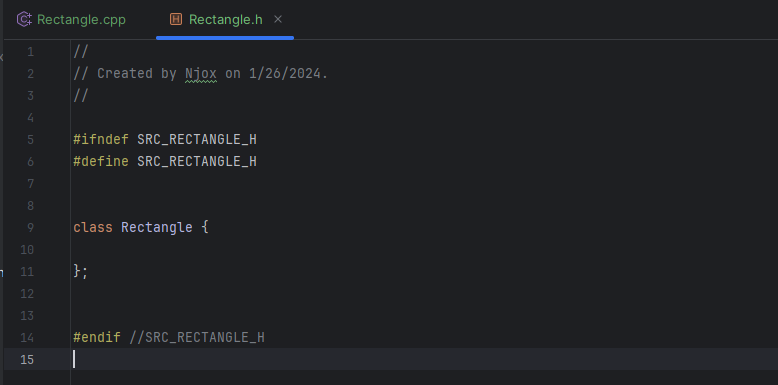 Rectangle.cpp Rectangle.h
1 //
2 // Created by Njox on 1/26/2024.
3 //
4
5 #ifndef SRC_RECTANGLE_H
6 #define SRC_RECTANGLE_H
7
8
9 class Rectangle {
10
11 };
12
13
14 #endif //SRC_RECTANGLE_H
15